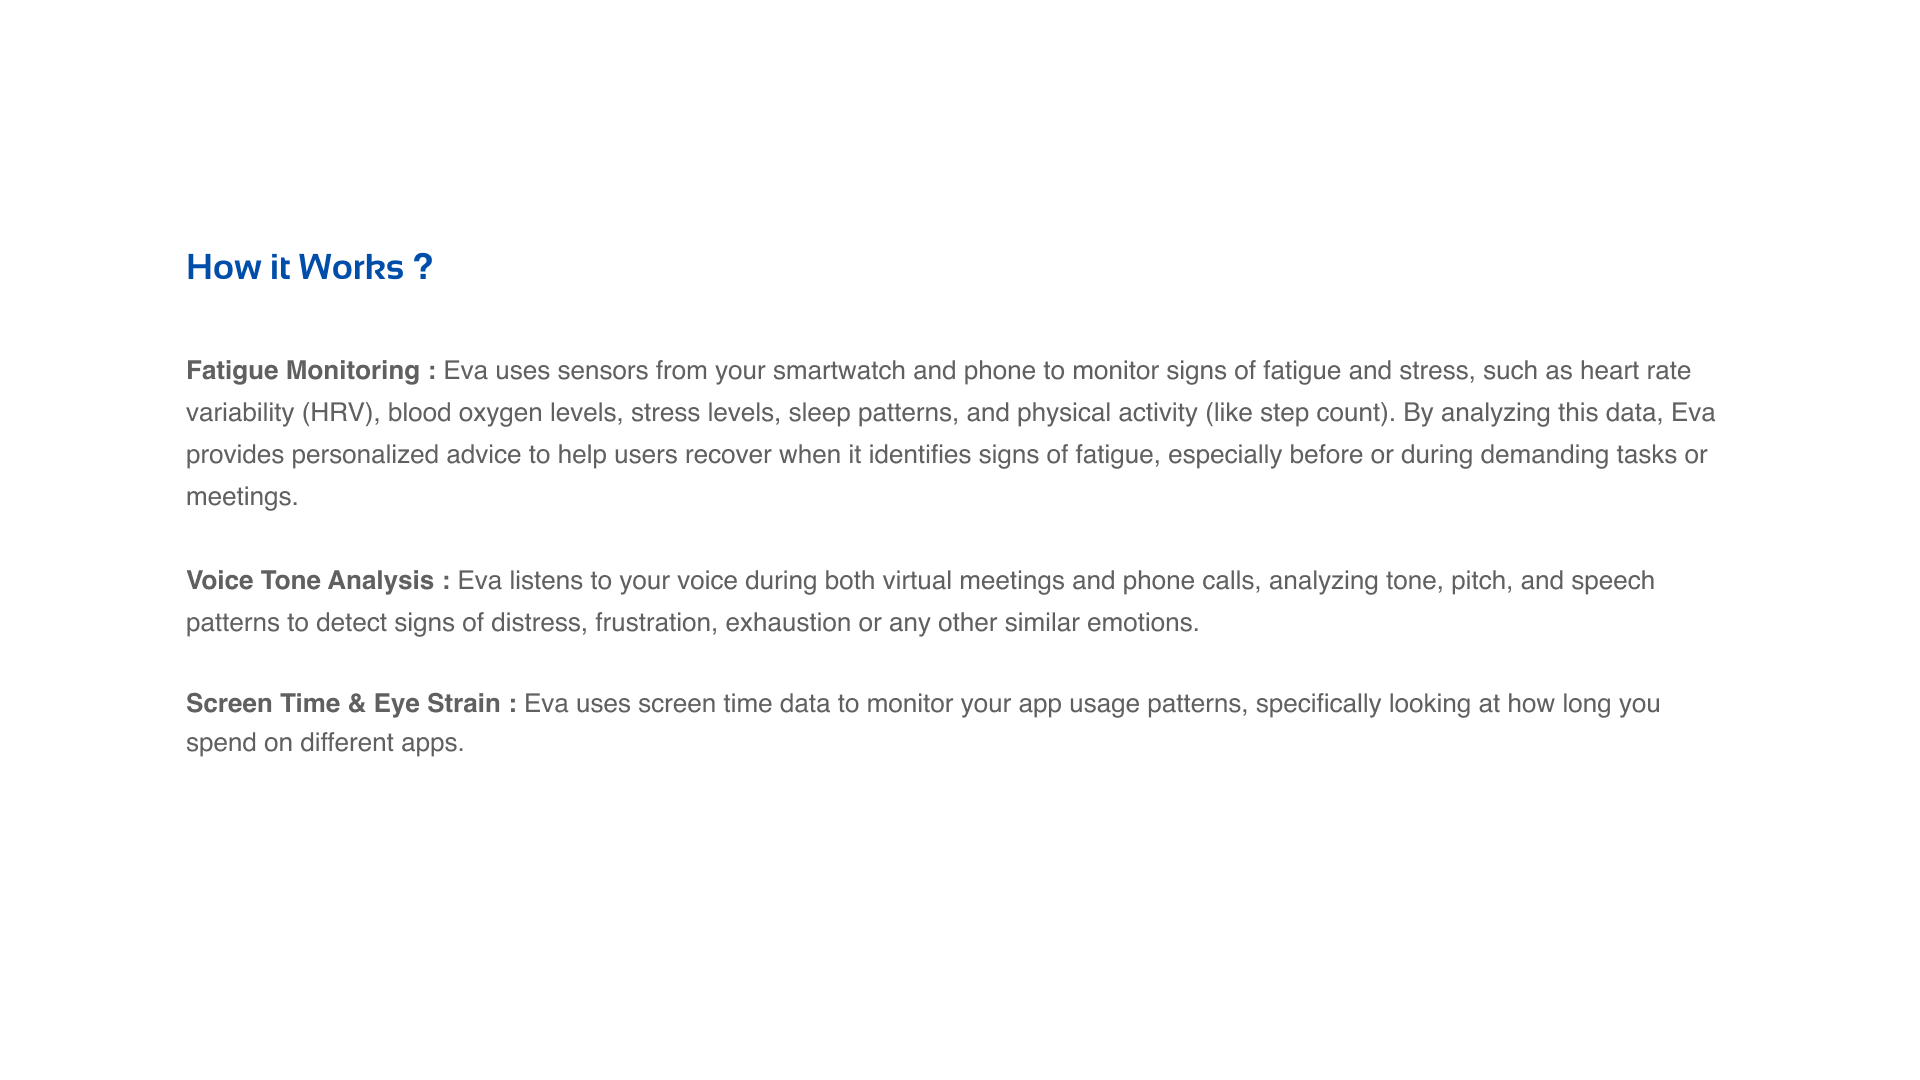 How it Works ?
Fatigue Monitoring : Eva uses sensors from your smartwatch and phone to monitor signs of fatigue and stress, such as heart rate
variability (HRV), blood oxygen levels, stress levels, sleep patterns, and physical activity (like step count). By analyzing this data, Eva
provides personalized advice to help users recover when it identifies signs of fatigue, especially before or during demanding tasks or
meetings.
Voice Tone Analysis : Eva listens to your voice during both virtual meetings and phone calls, analyzing tone, pitch, and speech
patterns to detect signs of distress, frustration, exhaustion or any other similar emotions.
Screen Time & Eye Strain : Eva uses screen time data to monitor your app usage patterns, specifically looking at how long you
spend on different apps.